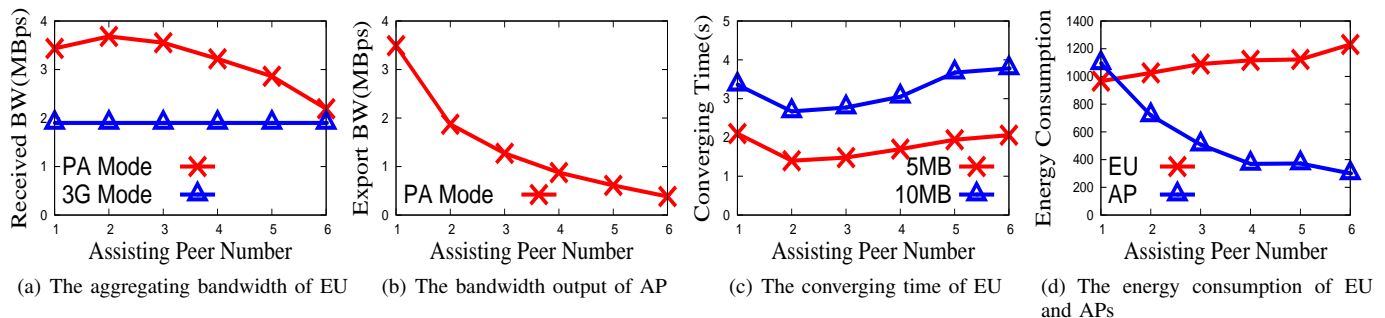 Received BW(MBps)
4
3
2
1
0
PA Mode
3G Mode
1 2 3 4 5 6
Assisting Peer Number
(a) The aggregating bandwidth of EU
Export BW(MBps)
4
3
2
1
0
PA Mode
1 2 3 4 5 6
Assisting Peer Number
(b) The bandwidth output of AP
Converging Time(s)
5
4
3
2
1
0
5MB
10MB
1 2 3 4 5 6
Assisting Peer Number
(c) The converging time of EU
Energy Consumption
1400
1200
1000
800
600
400
200
0
EU
AP
1 2 3 4 5 6
Assisting Peer Number
(d) The energy consumption of EU
and APs